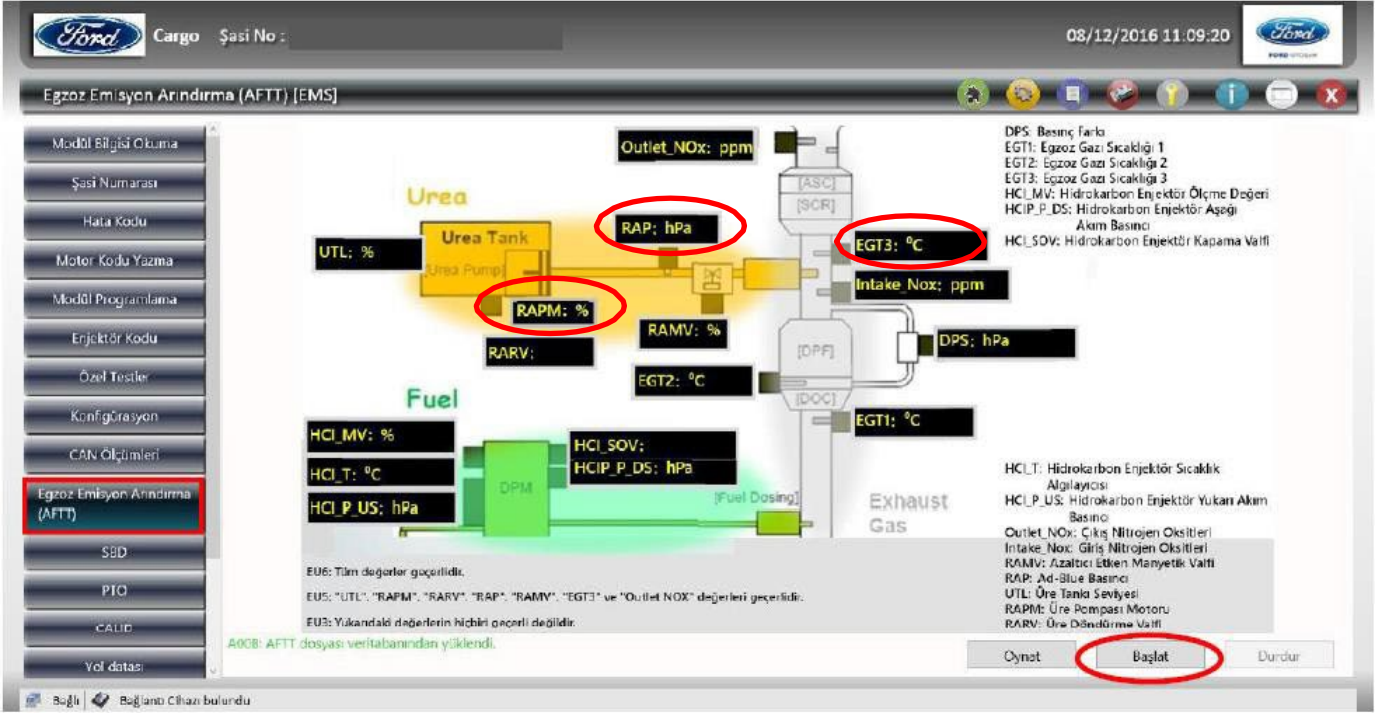 Ford Cargo Şasi No : 08/12/2016 11:09:20 Ford
Egzoz Emisyon Arındırma (AFTT) [EMS]
Modül Bilgisi Okuma
Şasi Numarası
Hata Kodu
Motor Kodu Yazma
Modül Programlama
Enjektör Kodu
Özel Testler
Konfigürasyon
CAN Ölçümleri
Egzoz Emisyon Arındırma
(AFTT)
SBD
PTO
CALID
Yol datası
Outlet_NOx: ppm
[ASC]
[SCR]
Urea
Urea Tank
[Urea Pump]
UTL: %
RAP: hPa
EGT3: °C
Intake_Nox: ppm
RAPM: %
RAMV: %
RARV:
DPS: hPa
[DPF]
EGT2: °C
[DOC]
Fuel
EGT1: °C
HCI_MV: %
HCI_SOV:
HCI_T: °C
HCIP_P_DS: hPa
DPM
HCI_P_US: hPa
[Fuel Dosing]
Exhaust
Gas
DPS: Basınç Farkı
EGT1: Egzoz Gazı Sıcaklığı 1
EGT2: Egzoz Gazı Sıcaklığı 2
EGT3: Egzoz Gazı Sıcaklığı 3
HCI_MV: Hidrokarbon Enjektör Ölçme Değeri
HCIP_P_DS: Hidrokarbon Enjektör Aşağı
Akım Basıncı
HCI_SOV: Hidrokarbon Enjektör Kapama Valfi
HCI_T: Hidrokarbon Enjektör Sıcaklık
Algılayıcısı
HCI_P_US: Hidrokarbon Enjektör Yukarı Akım
Basıncı
Outlet_NOx: Çıkış Nitrojen Oksitleri
Intake_Nox: Giriş Nitrojen Oksitleri
RAMV: Azaltıcı Etken Manyetik Valfi
RAP: Ad-Blue Basıncı
UTL: Üre Tankı Seviyesi
RAPM: Üre Pompası Motoru
RARV: Üre Döndürme Valfi
EU6: Tüm değerler geçerlidir.
EU5: "UTL", "RAPM", "RARV", "RAP", "RAMV", "EGT3" ve "Outlet NOX" değerleri geçerlidir.
EU3: Yukarıdaki değerlerin hiçbiri geçerli değildir.
A008: AFTT dosyası veritabanından yüklendi.
Oynat Başlat Durdur
Bağlı Bağlantı Cihazı bulundu